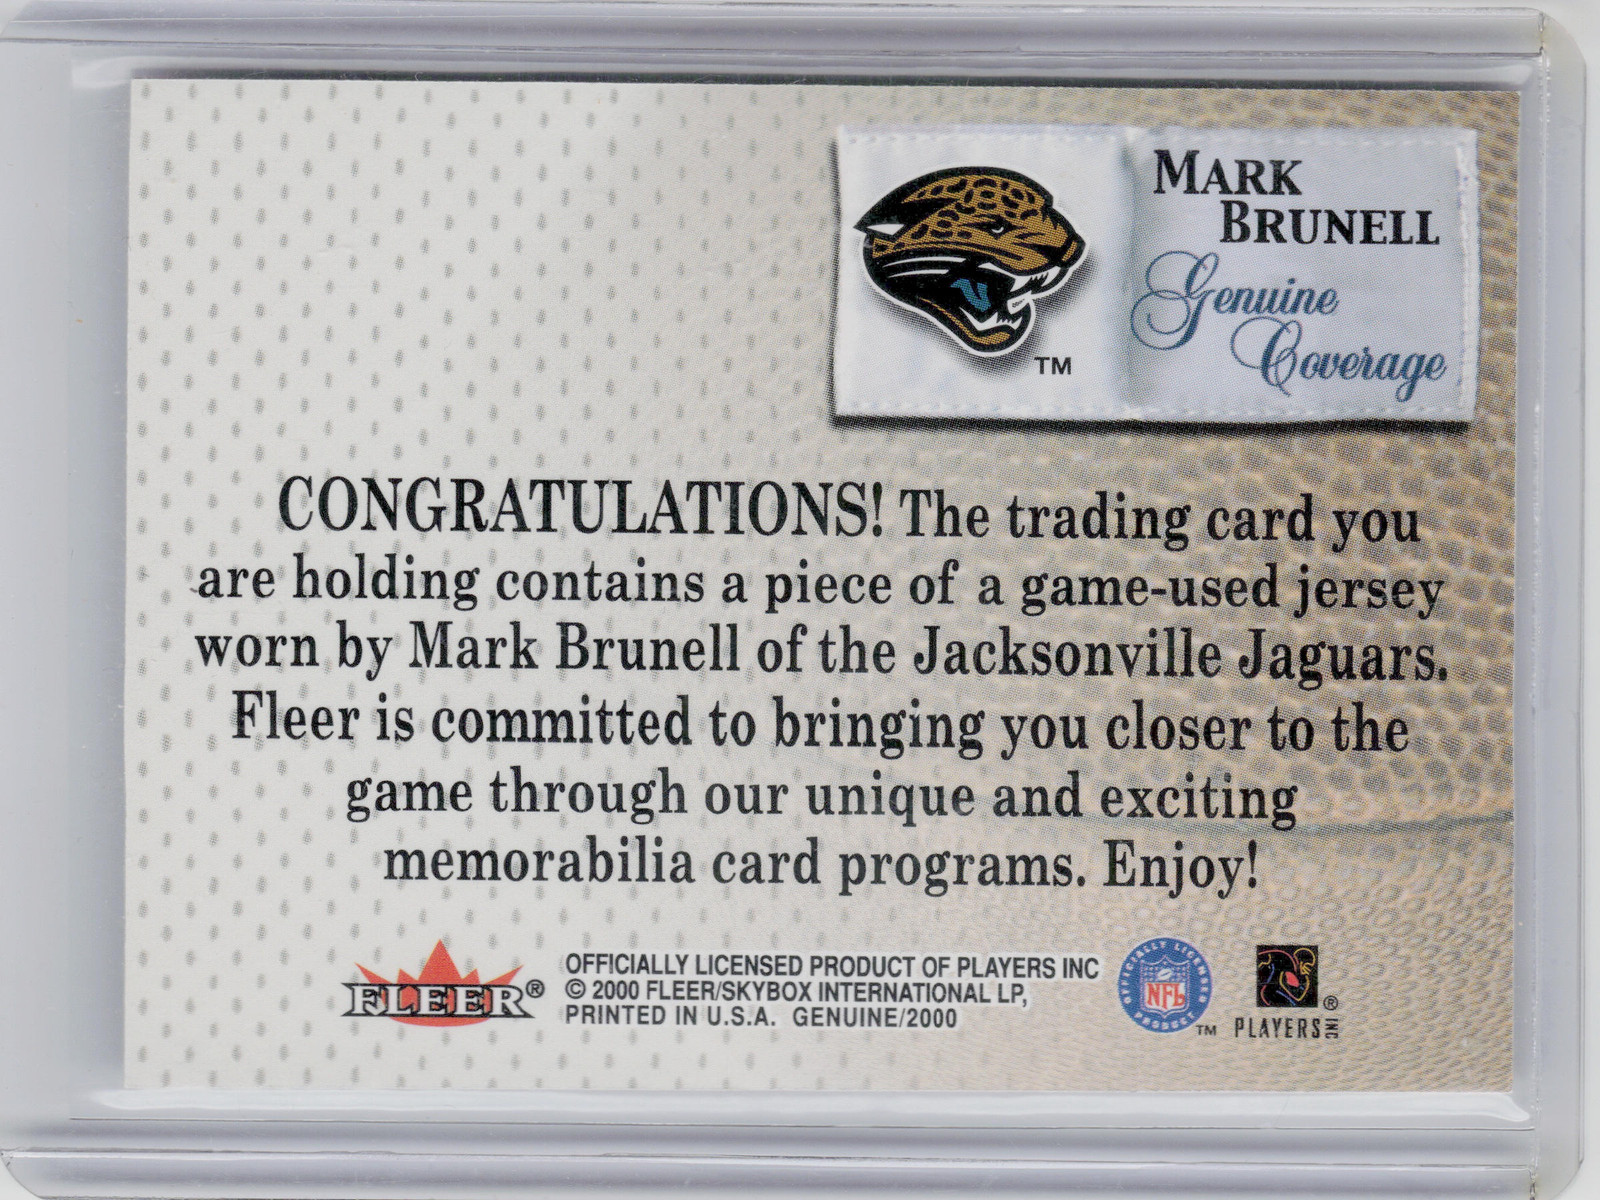 MARK
BRUNELL
Genuine
Coverage
TM
CONGRATULATIONS! The trading card you
are holding contains a piece of a game-used jersey
worn by Mark Brunell of the Jacksonville Jaguars.
Fleer is committed to bringing you closer to the
game through our unique and exciting
memorabilia card programs. Enjoy!
FLEER®
OFFICIALLY LICENSED PRODUCT OF PLAYERS INC
© 2000 FLEER/SKYBOX INTERNATIONAL LP,
PRINTED IN U.S.A. GENUINE/2000
OFFICIALLY LICENSED
NFL
PRODUCT
TM
PLAYERS INC ®